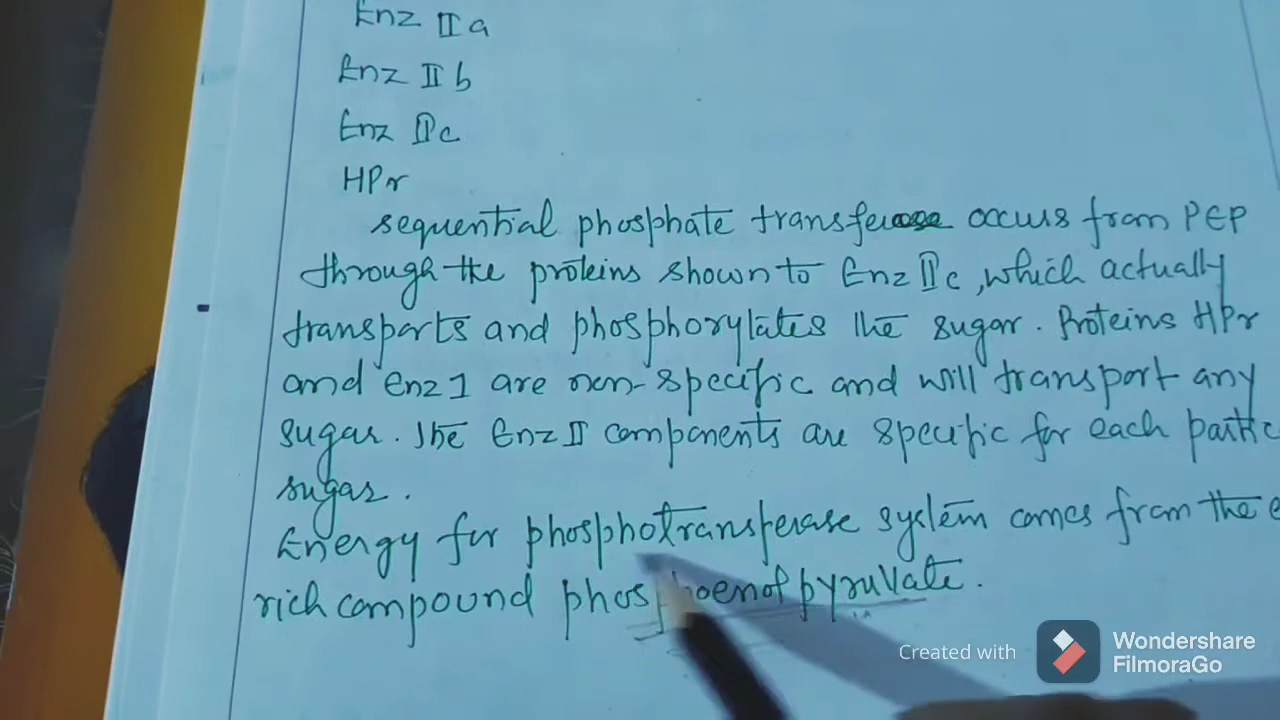 Enz IIa
Enz II b
Enz IIc
HPr
sequential phosphate transfer occurs from PEP
through the proteins shown to Enz IIc, which actually
transports and phosphorylates the sugar. Proteins HPr
and enz 1 are non-specific and will transport any
sugar. The Enz II components are specific for each partic
sugar.
Energy for phosphotransferase system comes from the e
rich compound phosphoenol pyruvate.
Created with
Wondershare
FilmoraGo